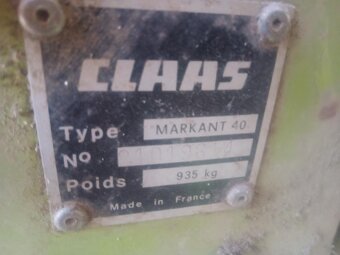 CLAAS
Type MARKANT 40
No
Poids 935 kg
Made in France